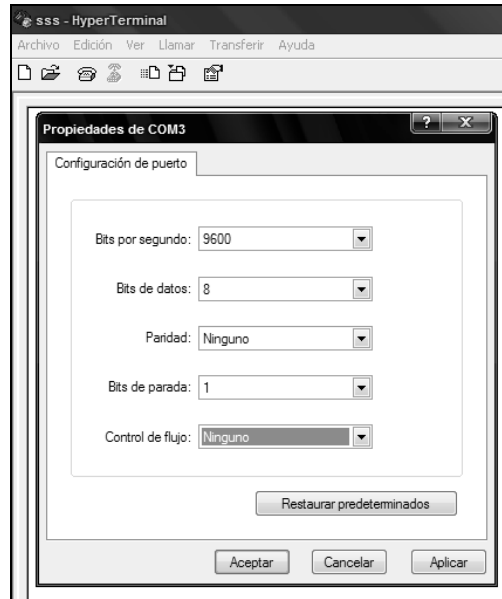 sss - HyperTerminal
Archivo Edición Ver Llamar Transferir Ayuda
Propiedades de COM3
? X
Configuración de puerto
Bits por segundo: 9600
Bits de datos: 8
Paridad: Ninguno
Bits de parada: 1
Control de flujo: Ninguno
Restaurar predeterminados
Aceptar Cancelar Aplicar